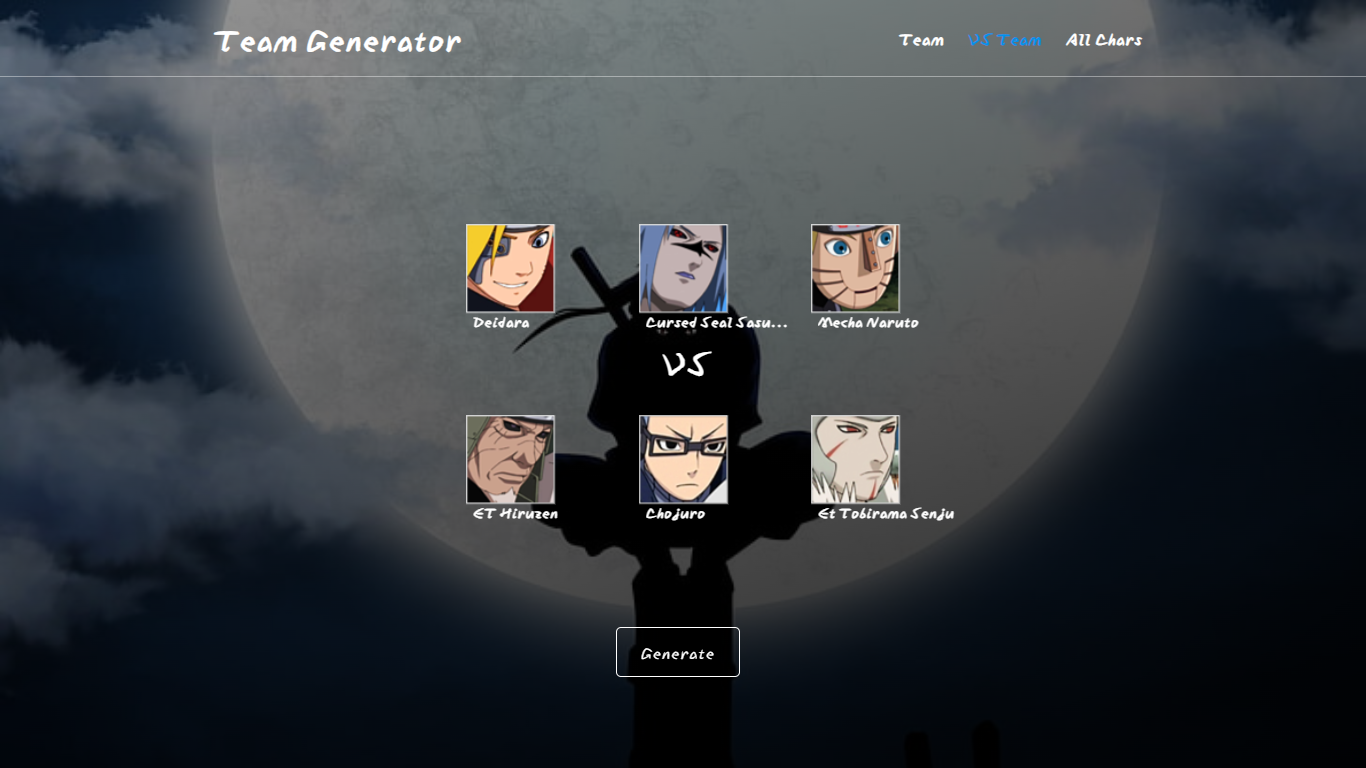 Team Generator
Team VS Team All Chars
Deidara Cursed Seal Sasu... Mecha Naruto
VS
ET Hiruzen Chojuro Et Tobirama Senju
Generate